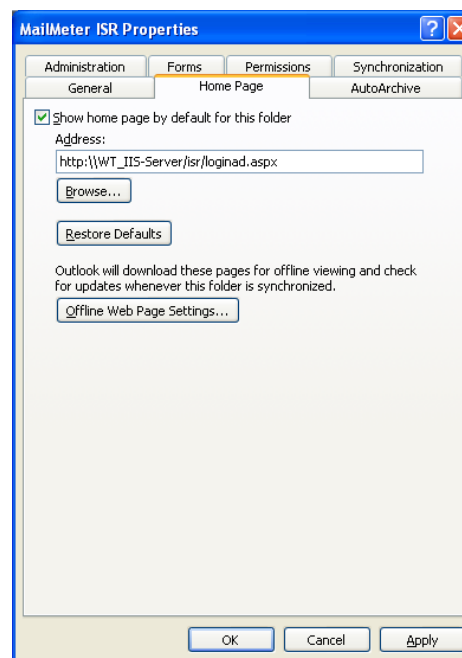 MailMeter ISR Properties
Administration Forms Permissions Synchronization
General Home Page AutoArchive
Show home page by default for this folder
Address:
http:\\WT_IIS-Server/isr/loginad.aspx
Browse...
Restore Defaults
Outlook will download these pages for offline viewing and check
for updates whenever this folder is synchronized.
Offline Web Page Settings...
OK Cancel Apply